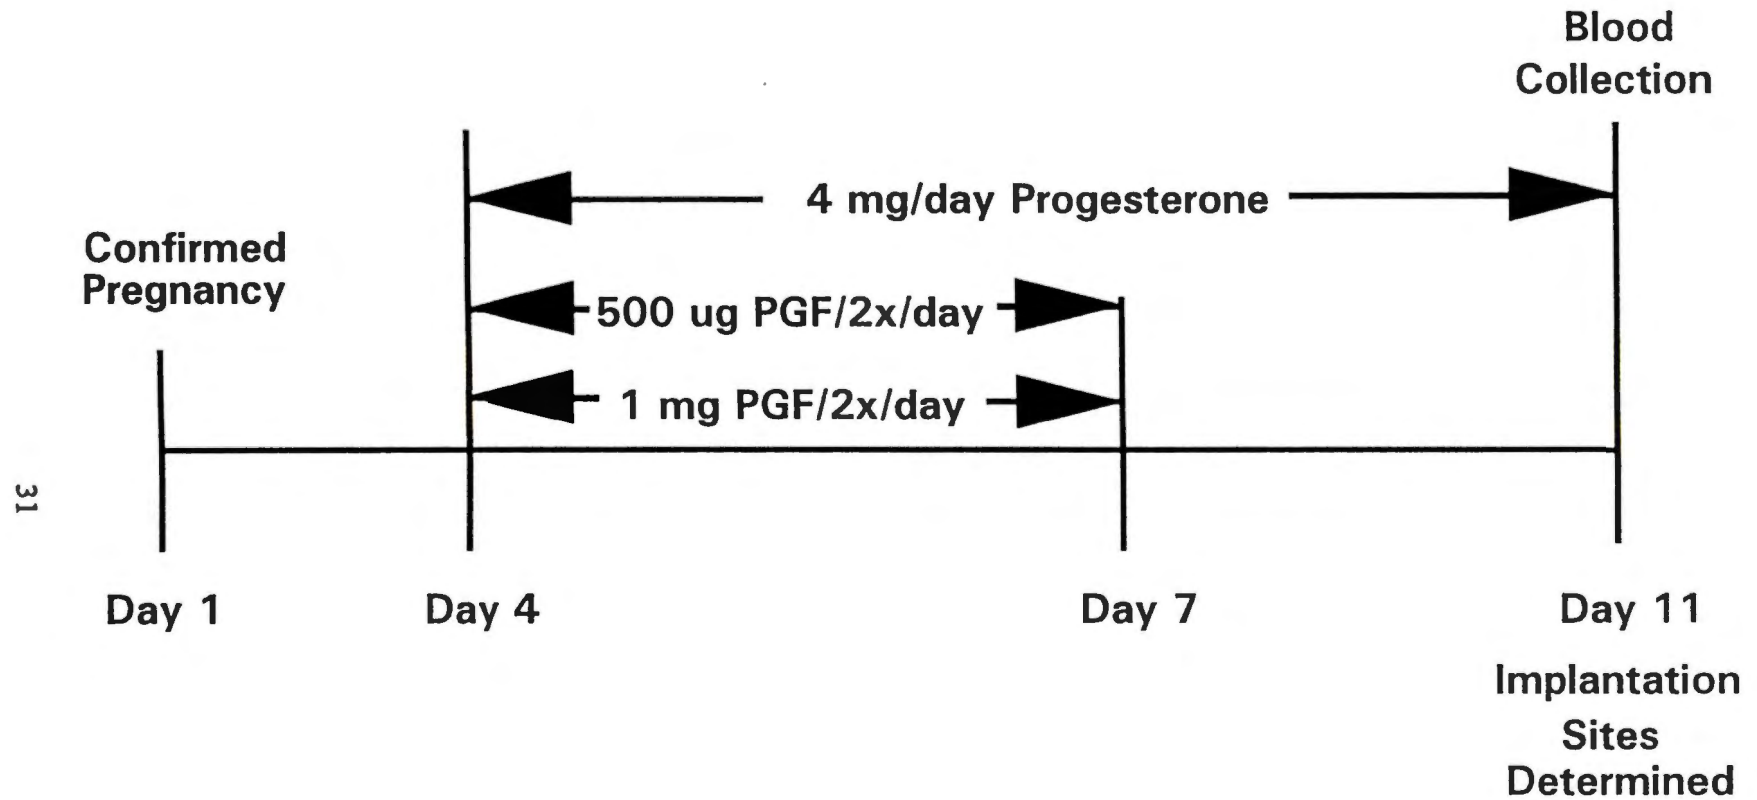 Blood
Collection
4 mg/day Progesterone
Confirmed
Pregnancy
500 ug PGF/2x/day
1 mg PGF/2x/day
31
Day 1
Day 4
Day 7
Day 11
Implantation
Sites
Determined